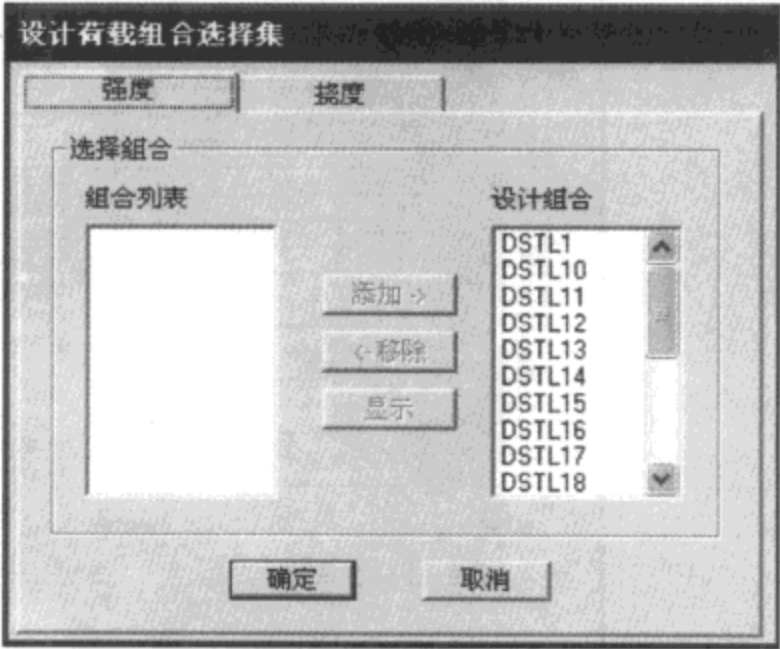 设计荷载组合选择集
强度 挠度
选择组合
组合列表 设计组合
添加 ->
<- 移除
显示
DSTL1
DSTL10
DSTL11
DSTL12
DSTL13
DSTL14
DSTL15
DSTL16
DSTL17
DSTL18
确定 取消